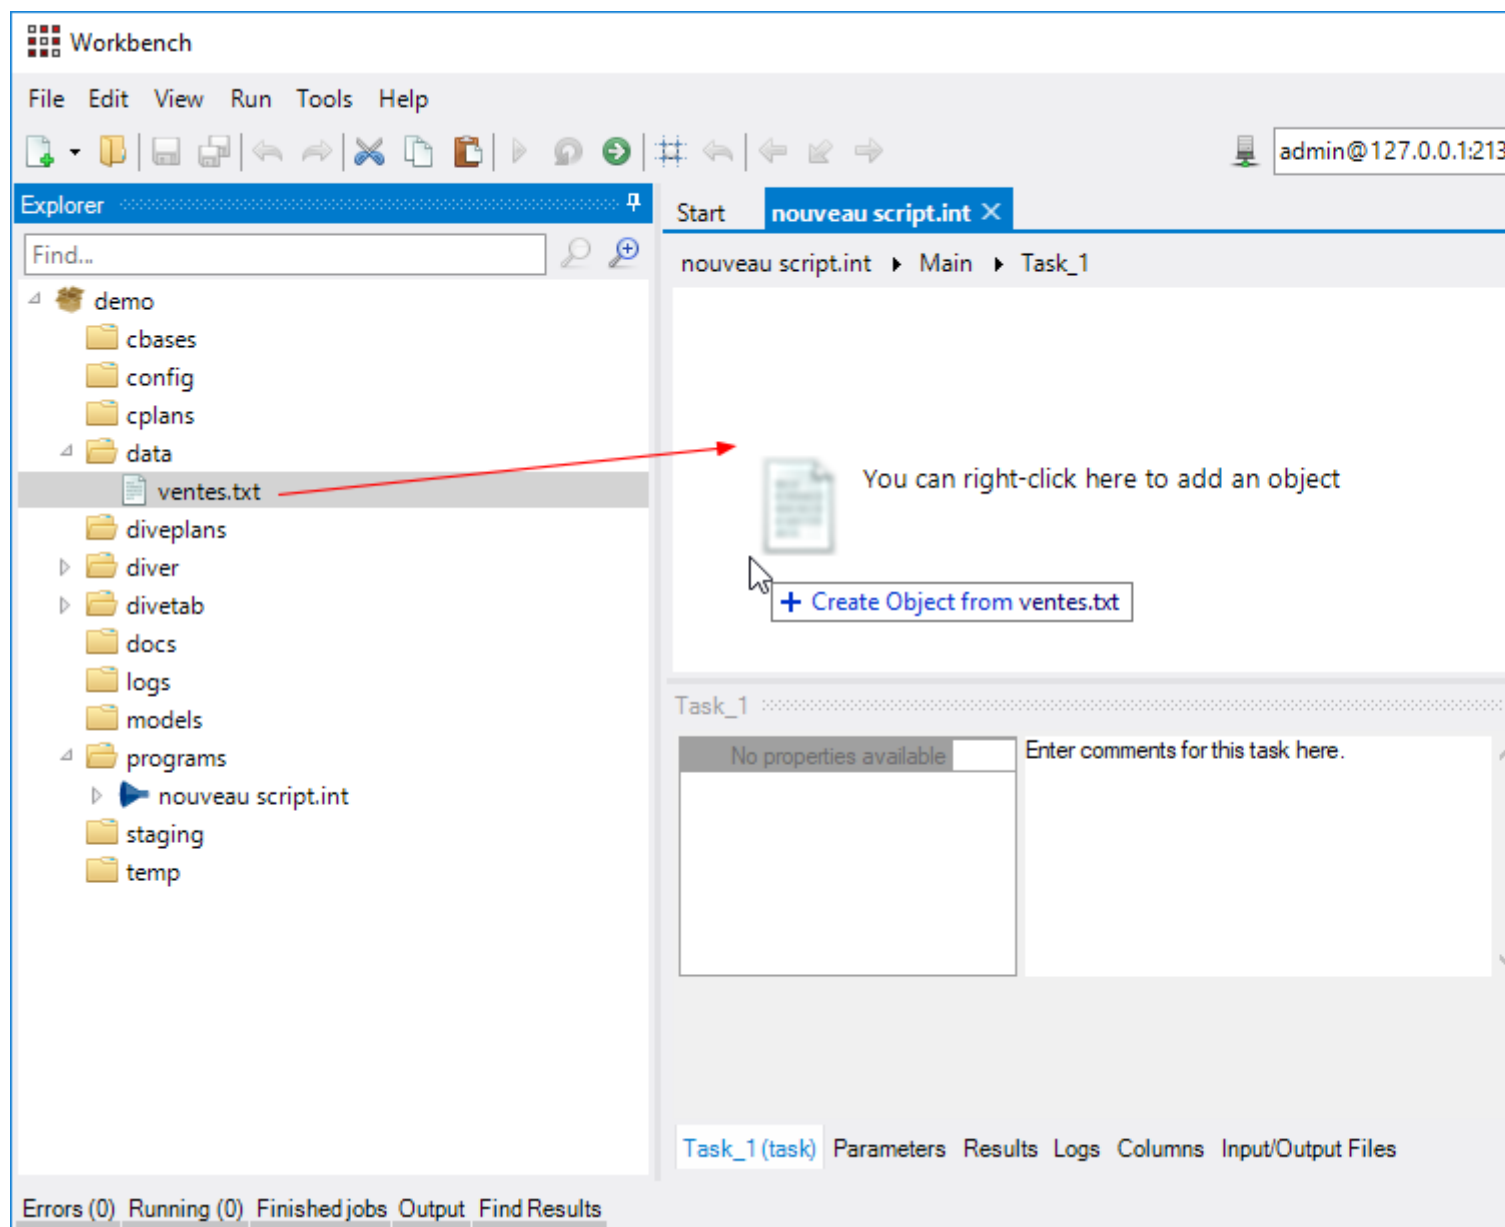 Workbench
File Edit View Run Tools Help
admin@127.0.0.1:213
Explorer
Find...
demo
cbases
config
cplans
data
ventes.txt
diveplans
diver
divetab
docs
logs
models
programs
nouveau script.int
staging
temp
Start nouveau script.int
nouveau script.int Main Task_1
You can right-click here to add an object
+ Create Object from ventes.txt
Task_1
No properties available
Enter comments for this task here.
Task_1 (task) Parameters Results Logs Columns Input/Output Files
Errors (0) Running (0) Finished jobs Output Find Results